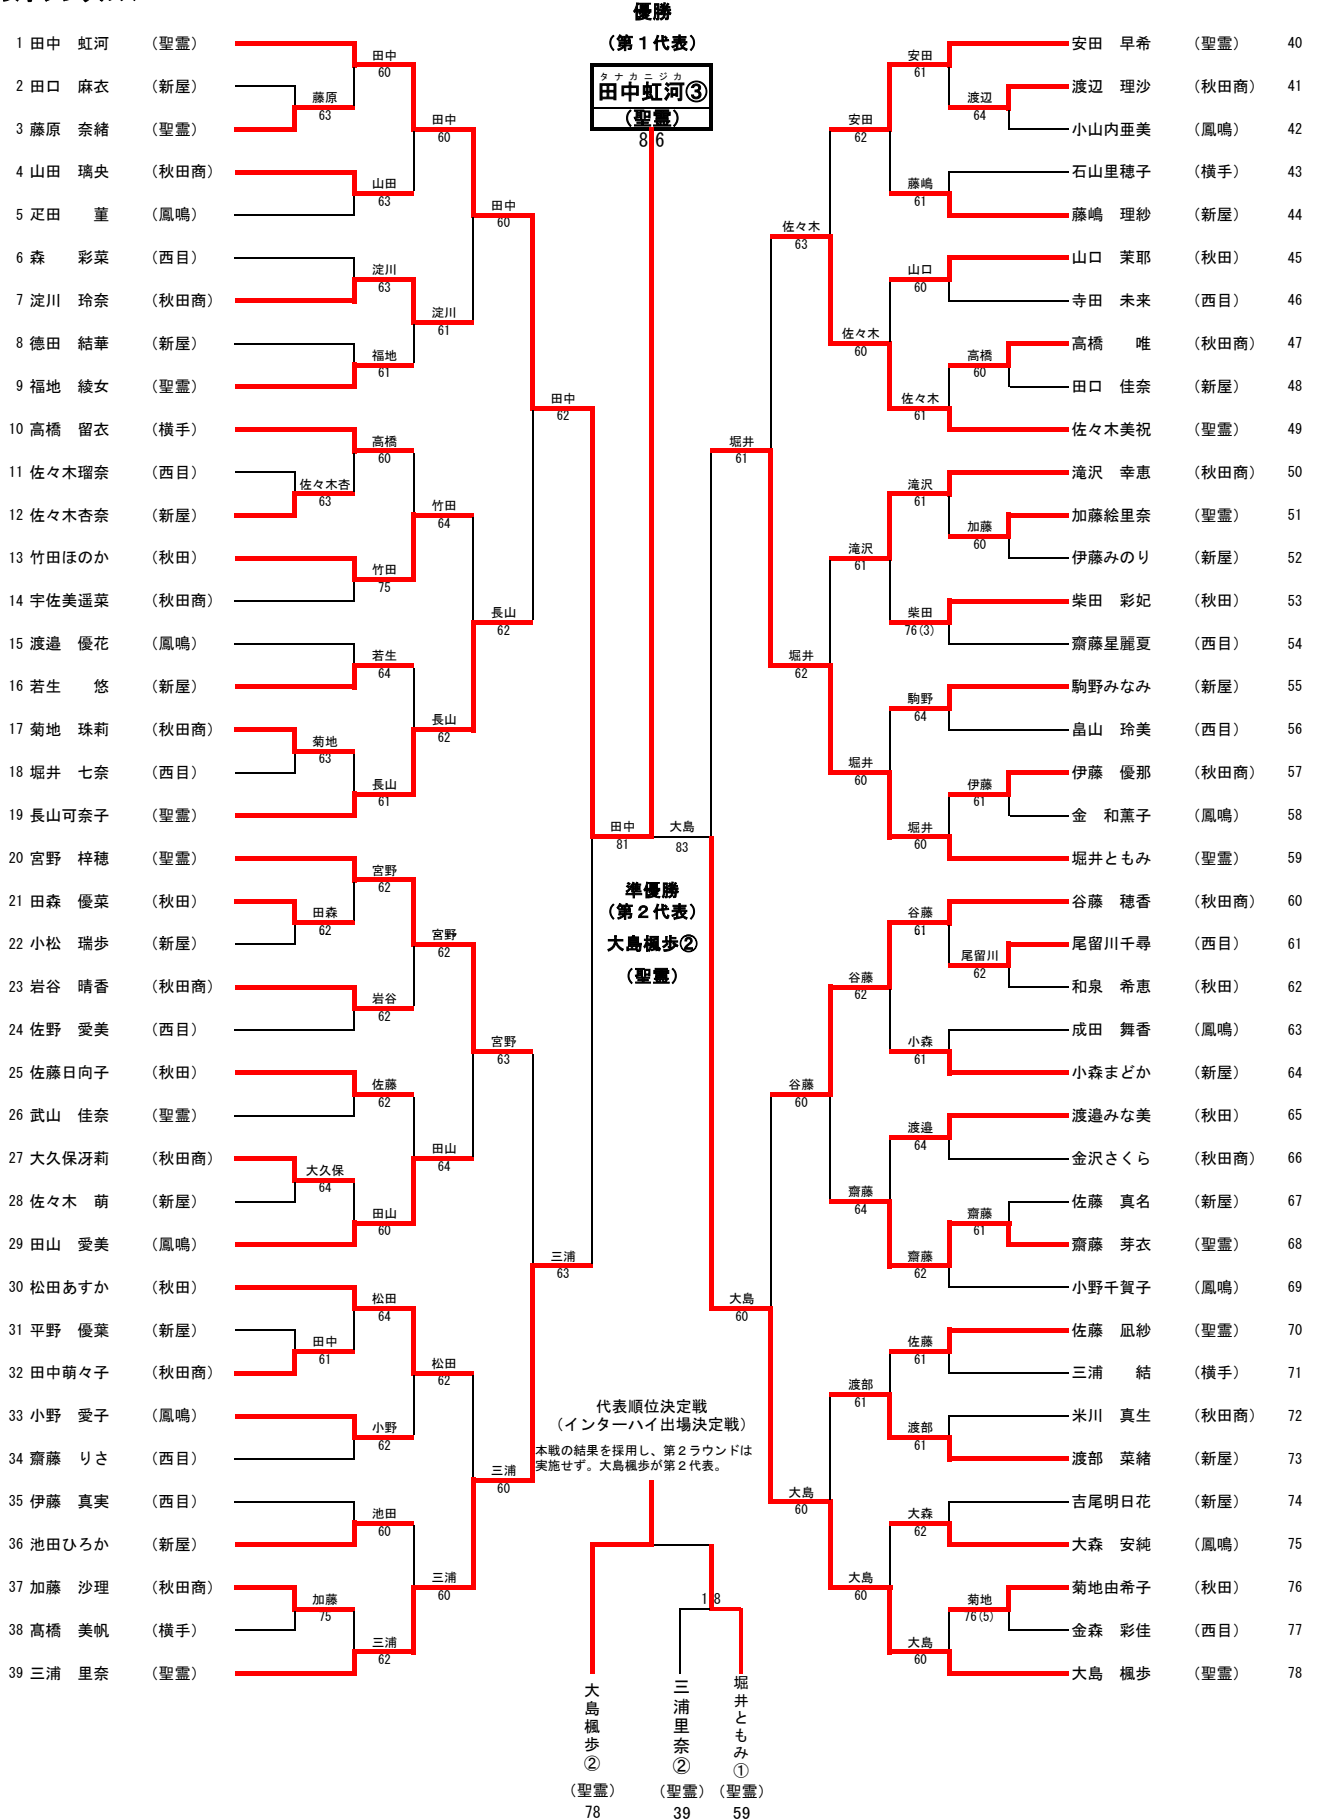 優勝
(第1代表)
タナカニジカ
田中虹河③
(聖霊)
8 6
1 田中 虹河 (聖霊)
2 田口 麻衣 (新屋)
3 藤原 奈緒 (聖霊)
4 山田 璃央 (秋田商)
5 疋田 菫 (鳳鳴)
6 森 彩菜 (西目)
7 淀川 玲奈 (秋田商)
8 德田 結華 (新屋)
9 福地 綾女 (聖霊)
10 高橋 留衣 (横手)
11 佐々木瑠奈 (西目)
12 佐々木杏奈 (新屋)
13 竹田ほのか (秋田)
14 宇佐美遥菜 (秋田商)
15 渡邉 優花 (鳳鳴)
16 若生 悠 (新屋)
17 菊地 珠莉 (秋田商)
18 堀井 七奈 (西目)
19 長山可奈子 (聖霊)
20 宮野 梓穂 (聖霊)
21 田森 優菜 (秋田)
22 小松 瑞歩 (新屋)
23 岩谷 晴香 (秋田商)
24 佐野 愛美 (西目)
25 佐藤日向子 (秋田)
26 武山 佳奈 (聖霊)
27 大久保冴莉 (秋田商)
28 佐々木 萌 (新屋)
29 田山 愛美 (鳳鳴)
30 松田あすか (秋田)
31 平野 優葉 (新屋)
32 田中萌々子 (秋田商)
33 小野 愛子 (鳳鳴)
34 齋藤 りさ (西目)
35 伊藤 真実 (西目)
36 池田ひろか (新屋)
37 加藤 沙理 (秋田商)
38 髙橋 美帆 (横手)
39 三浦 里奈 (聖霊)
藤原
63
佐々木杏
63
菊地
63
田森
62
大久保
64
田中
61
加藤
75
田中
60
山田
63
淀川
63
福地
61
高橋
60
竹田
75
若生
64
長山
61
宮野
62
岩谷
62
佐藤
62
田山
60
松田
64
小野
62
池田
60
三浦
62
田中
60
淀川
61
竹田
64
長山
62
宮野
62
田山
64
松田
62
三浦
60
田中
60
長山
62
宮野
63
三浦
60
田中
62
三浦
63
田中
81
大島
83
準優勝
(第2代表)
大島楓歩②
(聖霊)
堀井
61
大島
60
佐々木
63
堀井
62
谷藤
60
大島
60
安田
62
佐々木
60
滝沢
61
堀井
60
谷藤
62
齋藤
64
渡部
61
大島
60
安田
61
藤嶋
61
山口
60
佐々木
61
滝沢
61
柴田
76(3)
駒野
64
堀井
60
谷藤
61
小森
61
渡邉
64
齋藤
62
佐藤
61
渡部
61
大森
62
大島
60
渡辺
64
高橋
60
加藤
60
伊藤
61
尾留川
62
齋藤
61
菊地
76(5)
安田 早希 (聖霊) 40
渡辺 理沙 (秋田商) 41
小山内亜美 (鳳鳴) 42
石山里穂子 (横手) 43
藤嶋 理紗 (新屋) 44
山口 茉耶 (秋田) 45
寺田 未来 (西目) 46
高橋 唯 (秋田商) 47
田口 佳奈 (新屋) 48
佐々木美祝 (聖霊) 49
滝沢 幸恵 (秋田商) 50
加藤絵里奈 (聖霊) 51
伊藤みのり (新屋) 52
柴田 彩妃 (秋田) 53
齋藤星麗夏 (西目) 54
駒野みなみ (新屋) 55
畠山 玲美 (西目) 56
伊藤 優那 (秋田商) 57
金 和薫子 (鳳鳴) 58
堀井ともみ (聖霊) 59
谷藤 穂香 (秋田商) 60
尾留川千尋 (西目) 61
和泉 希恵 (秋田) 62
成田 舞香 (鳳鳴) 63
小森まどか (新屋) 64
渡邉みな美 (秋田) 65
金沢さくら (秋田商) 66
佐藤 真名 (新屋) 67
齋藤 芽衣 (聖霊) 68
小野千賀子 (鳳鳴) 69
佐藤 凪紗 (聖霊) 70
三浦 結 (横手) 71
米川 真生 (秋田商) 72
渡部 菜緒 (新屋) 73
吉尾明日花 (新屋) 74
大森 安純 (鳳鳴) 75
菊地由希子 (秋田) 76
金森 彩佳 (西目) 77
大島 楓歩 (聖霊) 78
代表順位決定戦
(インターハイ出場決定戦)
本戦の結果を採用し、第2ラウンドは
実施せず。大島楓歩が第2代表。
1 8
大島楓歩②
(聖霊)
78
三浦里奈②
(聖霊)
39
堀井ともみ①
(聖霊)
59